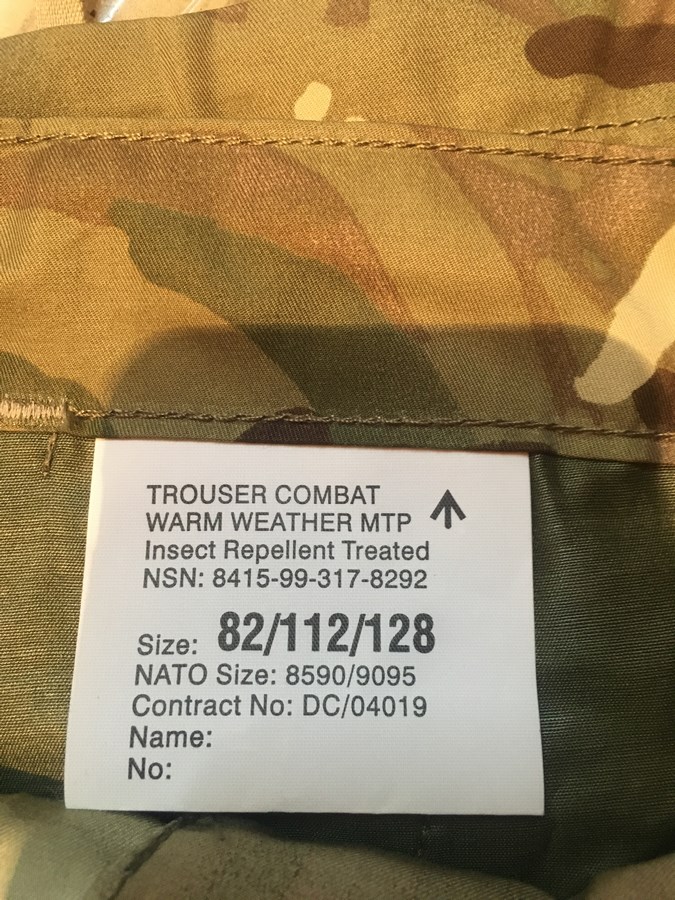 TROUSER COMBAT
WARM WEATHER MTP
Insect Repellent Treated
NSN: 8415-99-317-8292
Size: 82/112/128
NATO Size: 8590/9095
Contract No: DC/04019
Name:
No: